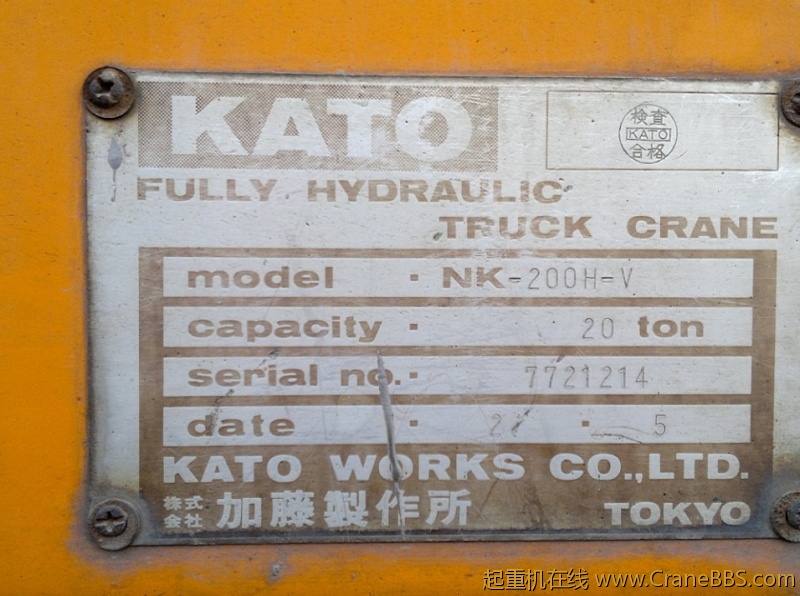 KATO
検査
KATO
合格
FULLY HYDRAULIC
TRUCK CRANE
model · NK-200H-V
capacity · 20 ton
serial no. · 7721214
date · · 5
KATO WORKS CO.,LTD.
株式会社 加藤製作所 TOKYO
起重机在线 www.CraneBBS.com